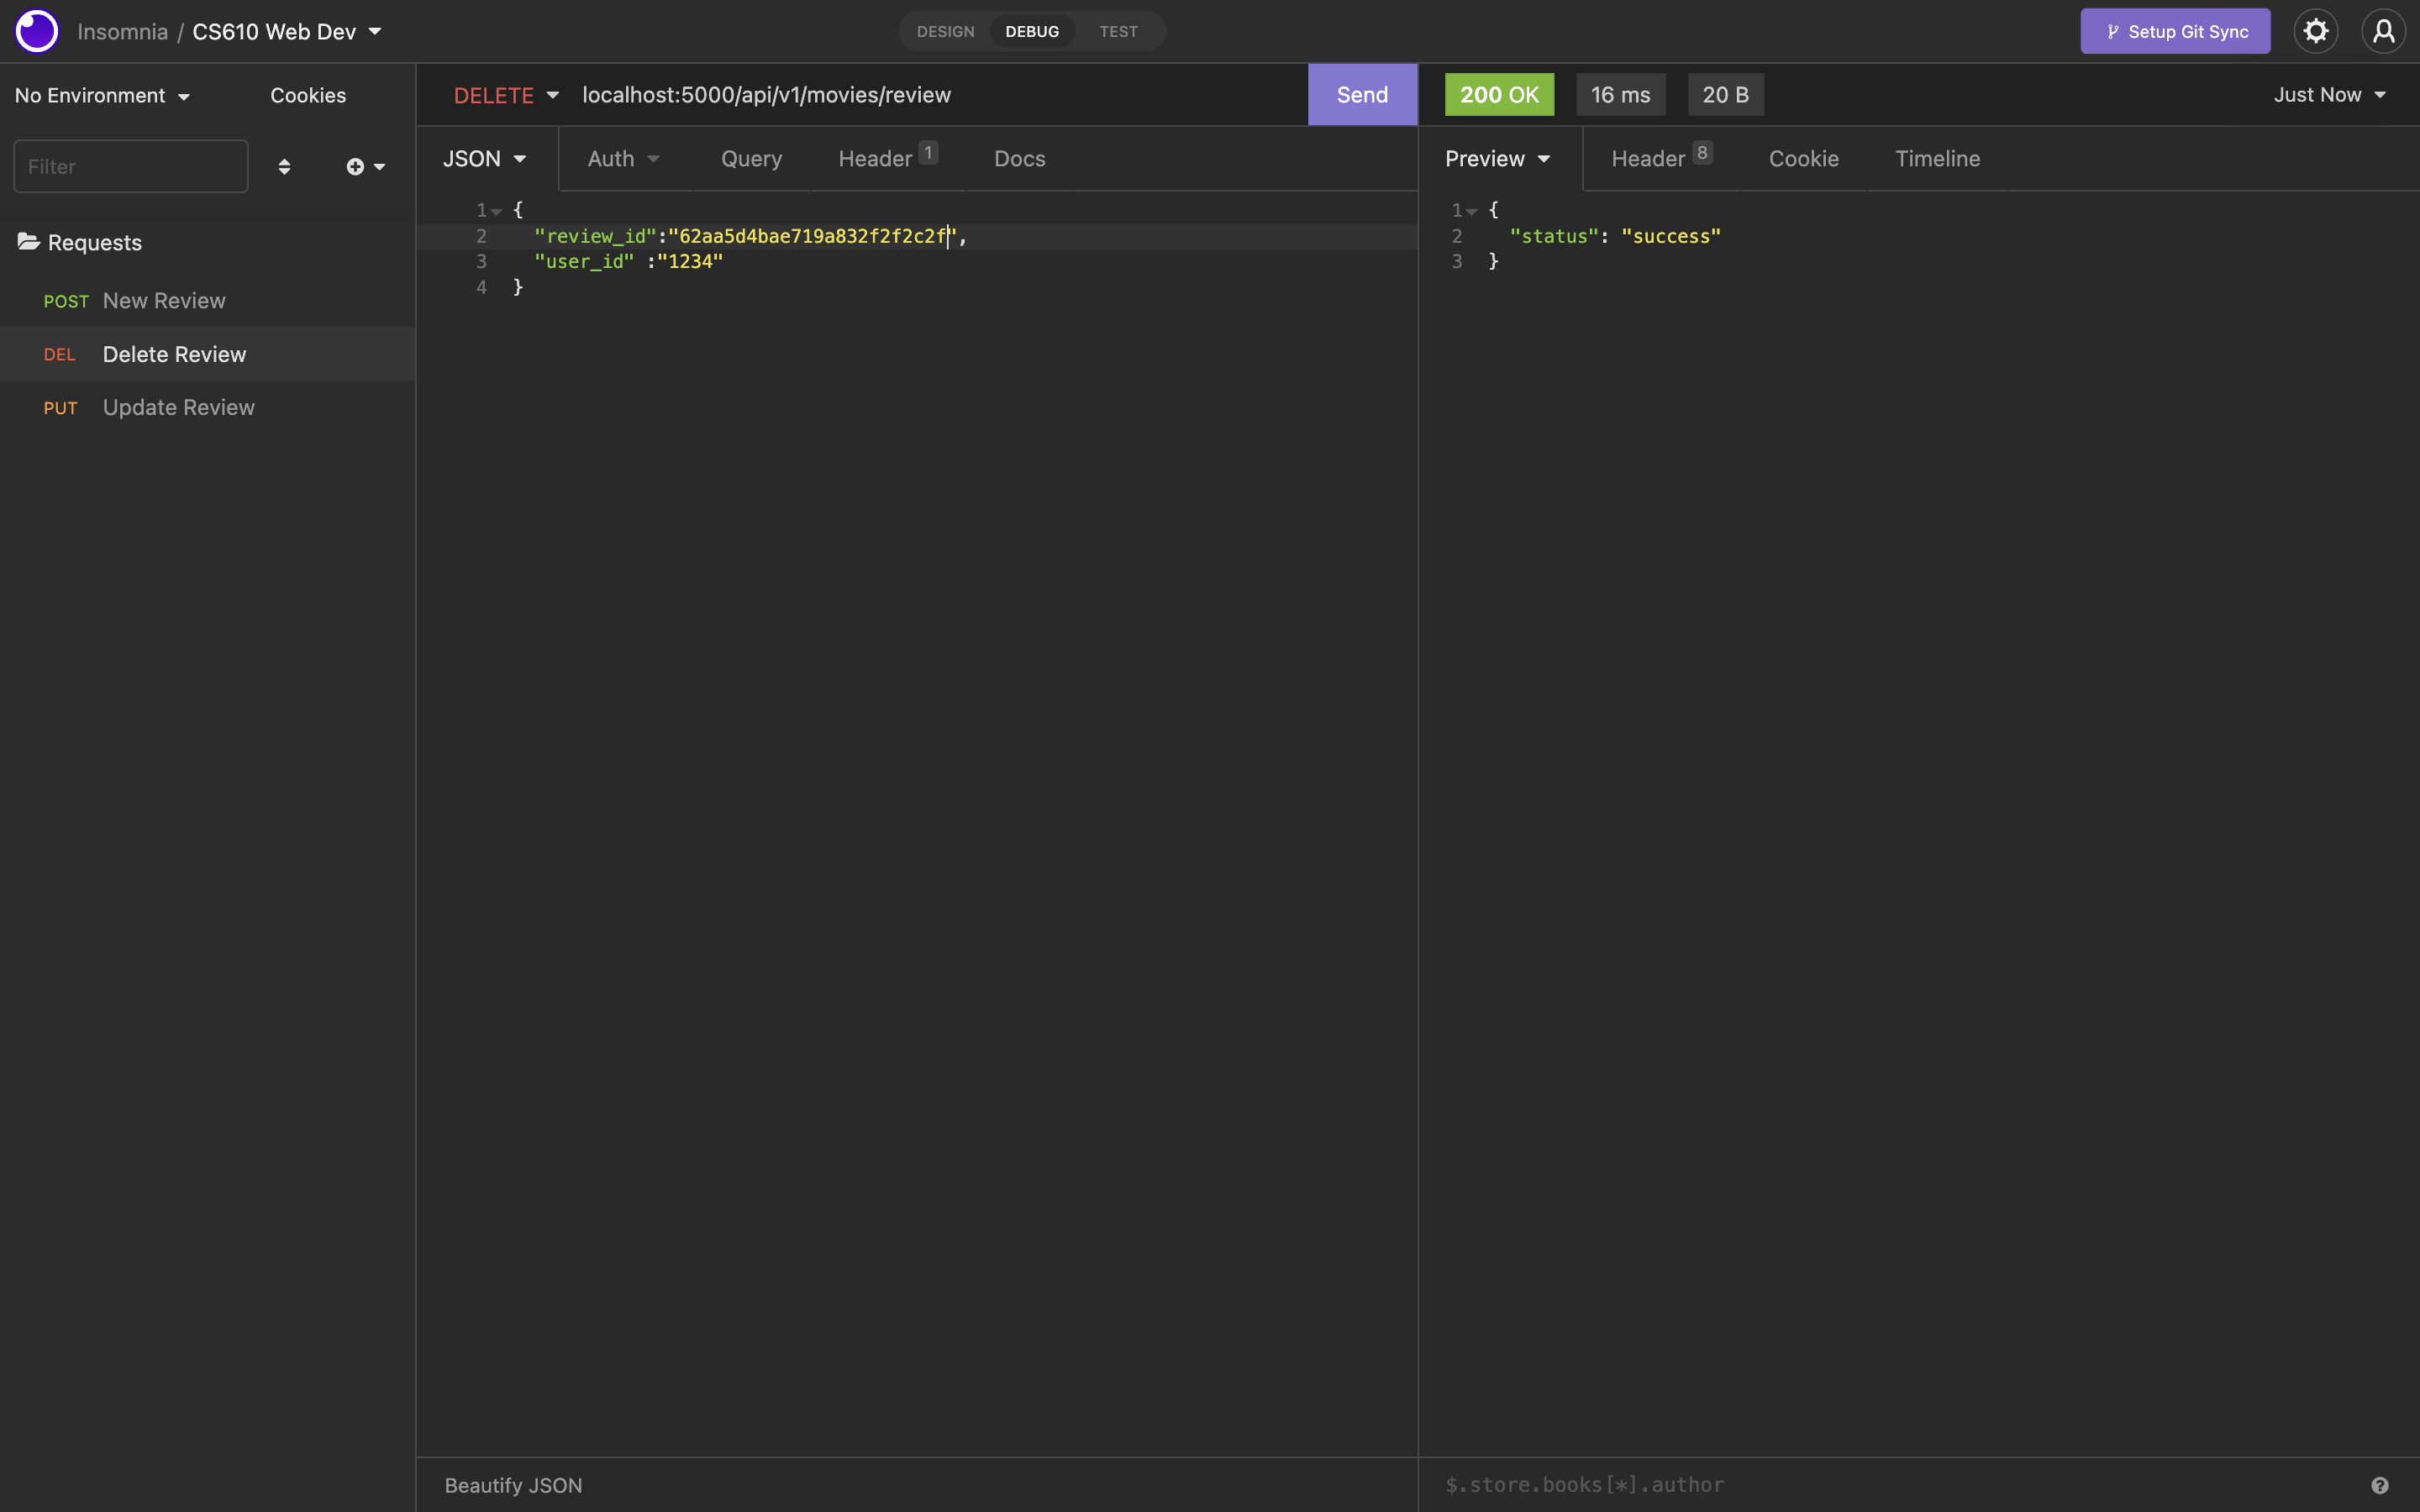 Insomnia / CS610 Web Dev
DESIGN DEBUG TEST
Setup Git Sync
No Environment Cookies
DELETE localhost:5000/api/v1/movies/review Send
200 OK 16 ms 20 B Just Now
Filter
JSON Auth Query Header 1 Docs
Preview Header 8 Cookie Timeline
Requests
POST New Review
DEL Delete Review
PUT Update Review
1 {
2 "review_id":"62aa5d4bae719a832f2f2c2f",
3 "user_id" :"1234"
4 }
1 {
2 "status": "success"
3 }
Beautify JSON
$.store.books[*].author